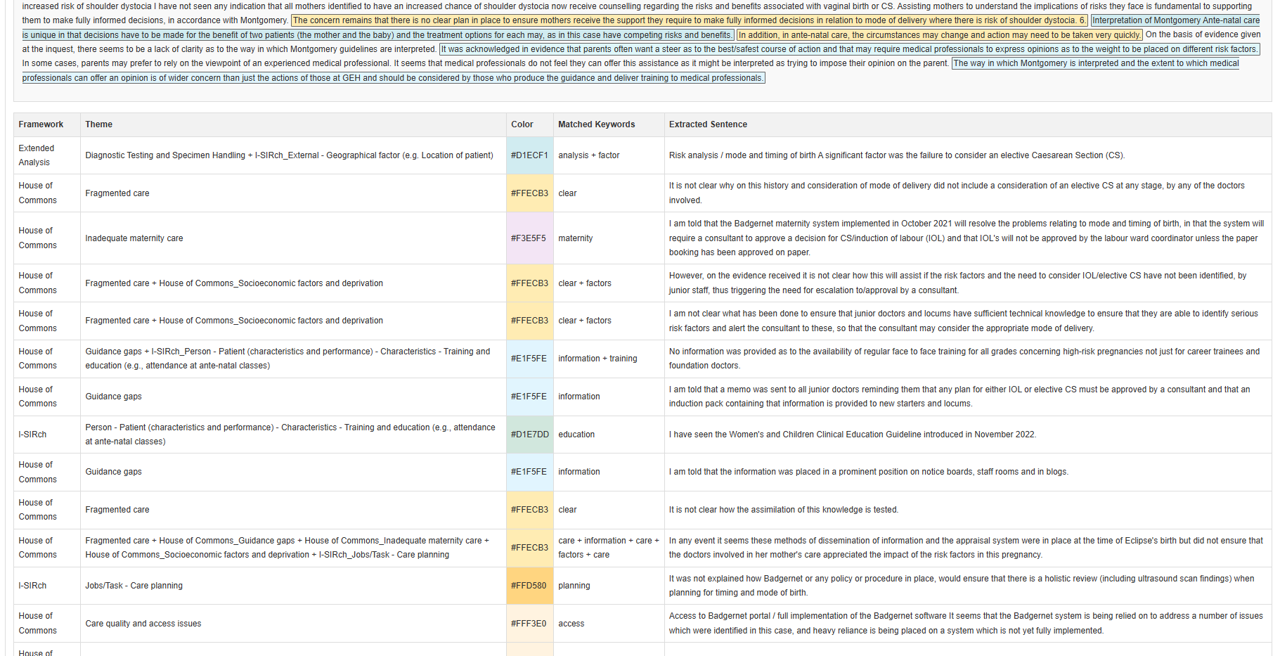 increased risk of shoulder dystocia I have not seen any indication that all mothers identified to have an increased chance of shoulder dystocia now receive counselling regarding the risks and benefits associated with vaginal birth or CS. Assisting mothers to understand the implications of risks they face is fundamental to supporting
them to make fully informed decisions, in accordance with Montgomery. The concern remains that there is no clear plan in place to ensure mothers receive the support they require to make fully informed decisions in relation to mode of delivery where there is risk of shoulder dystocia. 6. Interpretation of Montgomery Ante-natal care
is unique in that decisions have to be made for the benefit of two patients (the mother and the baby) and the treatment options for each may, as in this case have competing risks and benefits. In addition, in ante-natal care, the circumstances may change and action may need to be taken very quickly. On the basis of evidence given
at the inquest, there seems to be a lack of clarity as to the way in which Montgomery guidelines are interpreted. It was acknowledged in evidence that parents often want a steer as to the best/safest course of action and that may require medical professionals to express opinions as to the weight to be placed on different risk factors.
In some cases, parents may prefer to rely on the viewpoint of an experienced medical professional. It seems that medical professionals do not feel they can offer this assistance as it might be interpreted as trying to impose their opinion on the parent. The way in which Montgomery is interpreted and the extent to which medical
professionals can offer an opinion is of wider concern than just the actions of those at GEH and should be considered by those who produce the guidance and deliver training to medical professionals.
Framework Theme Color Matched Keywords Extracted Sentence
Extended
Analysis
Diagnostic Testing and Specimen Handling + I-SIRch_External - Geographical factor (e.g. Location of patient)
#D1ECF1
analysis + factor
Risk analysis / mode and timing of birth A significant factor was the failure to consider an elective Caesarean Section (CS).
House of
Commons
Fragmented care
#FFECB3
clear
It is not clear why on this history and consideration of mode of delivery did not include a consideration of an elective CS at any stage, by any of the doctors
involved.
House of
Commons
Inadequate maternity care
#F3E5F5
maternity
I am told that the Badgernet maternity system implemented in October 2021 will resolve the problems relating to mode and timing of birth, in that the system will
require a consultant to approve a decision for CS/induction of labour (IOL) and that IOL's will not be approved by the labour ward coordinator unless the paper
booking has been approved on paper.
House of
Commons
Fragmented care + House of Commons_Socioeconomic factors and deprivation
#FFECB3
clear + factors
However, on the evidence received it is not clear how this will assist if the risk factors and the need to consider IOL/elective CS have not been identified, by
junior staff, thus triggering the need for escalation to/approval by a consultant.
House of
Commons
Fragmented care + House of Commons_Socioeconomic factors and deprivation
#FFECB3
clear + factors
I am not clear what has been done to ensure that junior doctors and locums have sufficient technical knowledge to ensure that they are able to identify serious
risk factors and alert the consultant to these, so that the consultant may consider the appropriate mode of delivery.
House of
Commons
Guidance gaps + I-SIRch_Person - Patient (characteristics and performance) - Characteristics - Training and
education (e.g., attendance at ante-natal classes)
#E1F5FE
information + training
No information was provided as to the availability of regular face to face training for all grades concerning high-risk pregnancies not just for career trainees and
foundation doctors.
House of
Commons
Guidance gaps
#E1F5FE
information
I am told that a memo was sent to all junior doctors reminding them that any plan for either IOL or elective CS must be approved by a consultant and that an
induction pack containing that information is provided to new starters and locums.
I-SIRch
Person - Patient (characteristics and performance) - Characteristics - Training and education (e.g., attendance
at ante-natal classes)
#D1E7DD
education
I have seen the Women's and Children Clinical Education Guideline introduced in November 2022.
House of
Commons
Guidance gaps
#E1F5FE
information
I am told that the information was placed in a prominent position on notice boards, staff rooms and in blogs.
House of
Commons
Fragmented care
#FFECB3
clear
It is not clear how the assimilation of this knowledge is tested.
House of
Commons
Fragmented care + House of Commons_Guidance gaps + House of Commons_Inadequate maternity care +
House of Commons_Socioeconomic factors and deprivation + I-SIRch_Jobs/Task - Care planning
#FFECB3
care + information + care +
factors + care
In any event it seems these methods of dissemination of information and the appraisal system were in place at the time of Eclipse's birth but did not ensure that
the doctors involved in her mother's care appreciated the impact of the risk factors in this pregnancy.
I-SIRch
Jobs/Task - Care planning
#FFD580
planning
It was not explained how Badgernet or any policy or procedure in place, would ensure that there is a holistic review (including ultrasound scan findings) when
planning for timing and mode of birth.
House of
Commons
Care quality and access issues
#FFF3E0
access
Access to Badgernet portal / full implementation of the Badgernet software It seems that the Badgernet system is being relied on to address a number of issues
which were identified in this case, and heavy reliance is being placed on a system which is not yet fully implemented.
House of